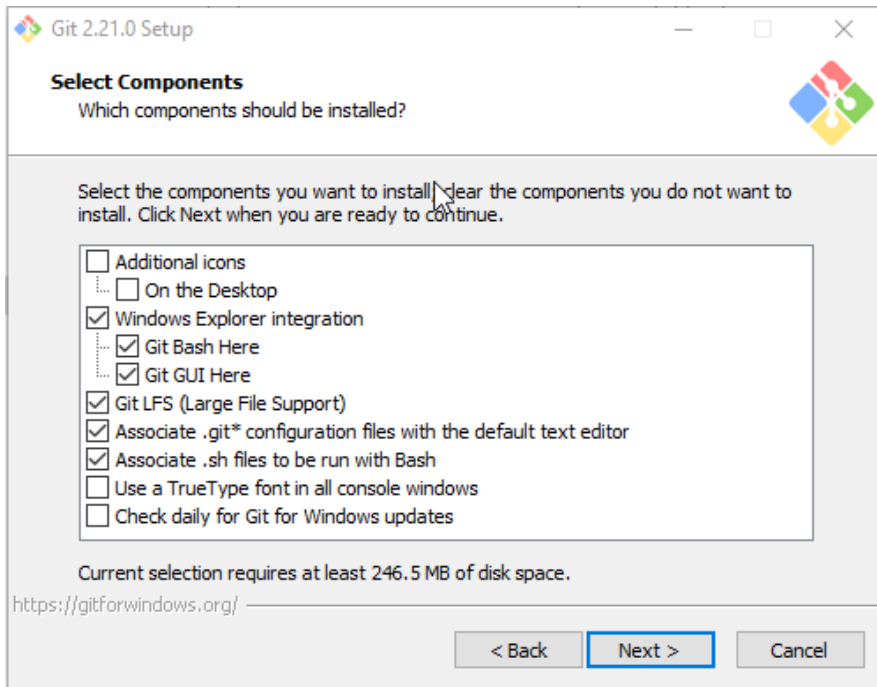 Git 2.21.0 Setup
Select Components
Which components should be installed?
Select the components you want to install; clear the components you do not want to
install. Click Next when you are ready to continue.
Additional icons
On the Desktop
Windows Explorer integration
Git Bash Here
Git GUI Here
Git LFS (Large File Support)
Associate .git* configuration files with the default text editor
Associate .sh files to be run with Bash
Use a TrueType font in all console windows
Check daily for Git for Windows updates
Current selection requires at least 246.5 MB of disk space.
https://gitforwindows.org/
< Back Next > Cancel